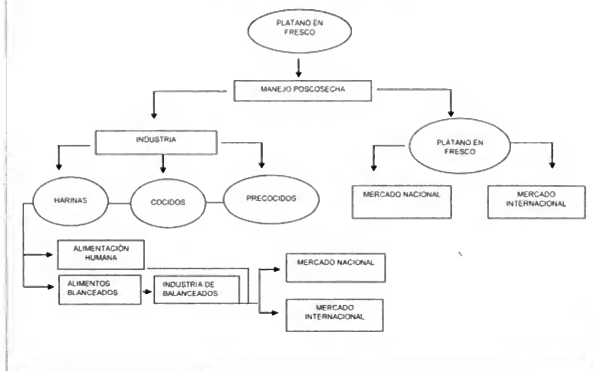 PLATANO EN
FRESCO
MANEJO POSCOSECHA
INDUSTRIA
PLATANO EN
FRESCO
HARINAS
COCIDOS
PRECOCIDOS
MERCADO NACIONAL
MERCADO
INTERNACIONAL
ALIMENTACIÓN
HUMANA
ALIMENTOS
BLANCEADOS
INDUSTRIA DE
BALANCEADOS
MERCADO NACIONAL
MERCADO
INTERNACIONAL